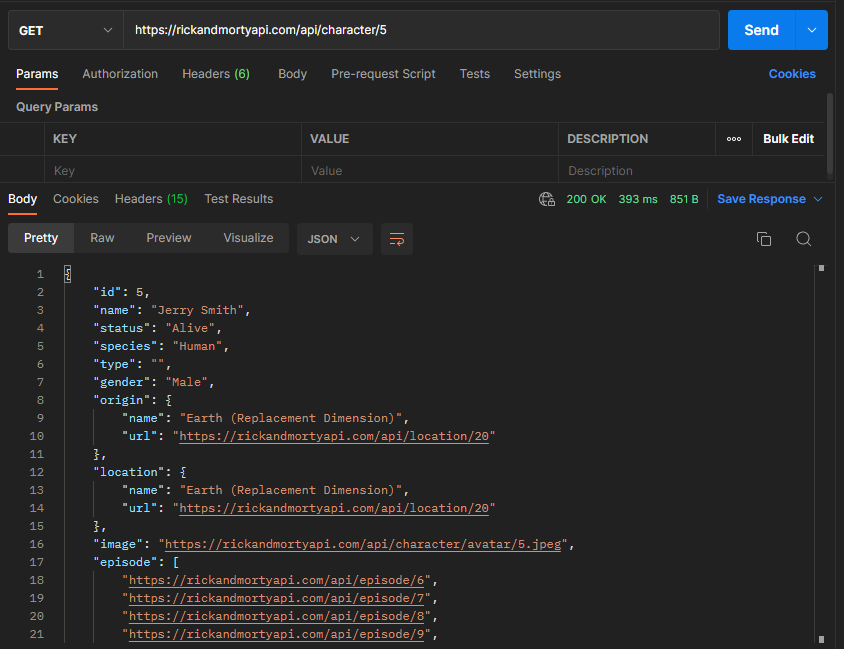 GET https://rickandmortyapi.com/api/character/5 Send
Params Authorization Headers (6) Body Pre-request Script Tests Settings Cookies
Query Params
KEY VALUE DESCRIPTION ooo Bulk Edit
Key Value Description
Body Cookies Headers (15) Test Results 200 OK 393 ms 851 B Save Response
Pretty Raw Preview Visualize JSON
1 {
2 "id": 5,
3 "name": "Jerry Smith",
4 "status": "Alive",
5 "species": "Human",
6 "type": "",
7 "gender": "Male",
8 "origin": {
9 "name": "Earth (Replacement Dimension)",
10 "url": "https://rickandmortyapi.com/api/location/20"
11 },
12 "location": {
13 "name": "Earth (Replacement Dimension)",
14 "url": "https://rickandmortyapi.com/api/location/20"
15 },
16 "image": "https://rickandmortyapi.com/api/character/avatar/5.jpeg",
17 "episode": [
18 "https://rickandmortyapi.com/api/episode/6",
19 "https://rickandmortyapi.com/api/episode/7",
20 "https://rickandmortyapi.com/api/episode/8",
21 "https://rickandmortyapi.com/api/episode/9",